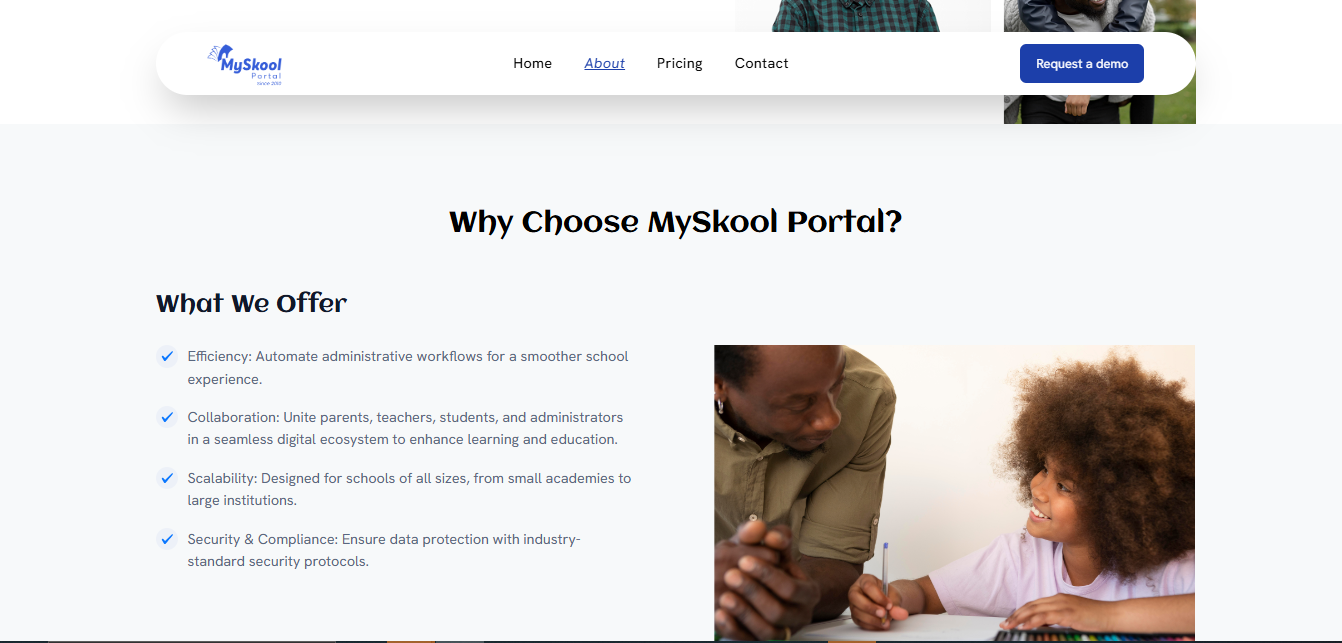 MySkool
Portal
since 2010
Home About Pricing Contact
Request a demo
Why Choose MySkool Portal?
What We Offer
Efficiency: Automate administrative workflows for a smoother school
experience.
Collaboration: Unite parents, teachers, students, and administrators
in a seamless digital ecosystem to enhance learning and education.
Scalability: Designed for schools of all sizes, from small academies to
large institutions.
Security & Compliance: Ensure data protection with industry-
standard security protocols.